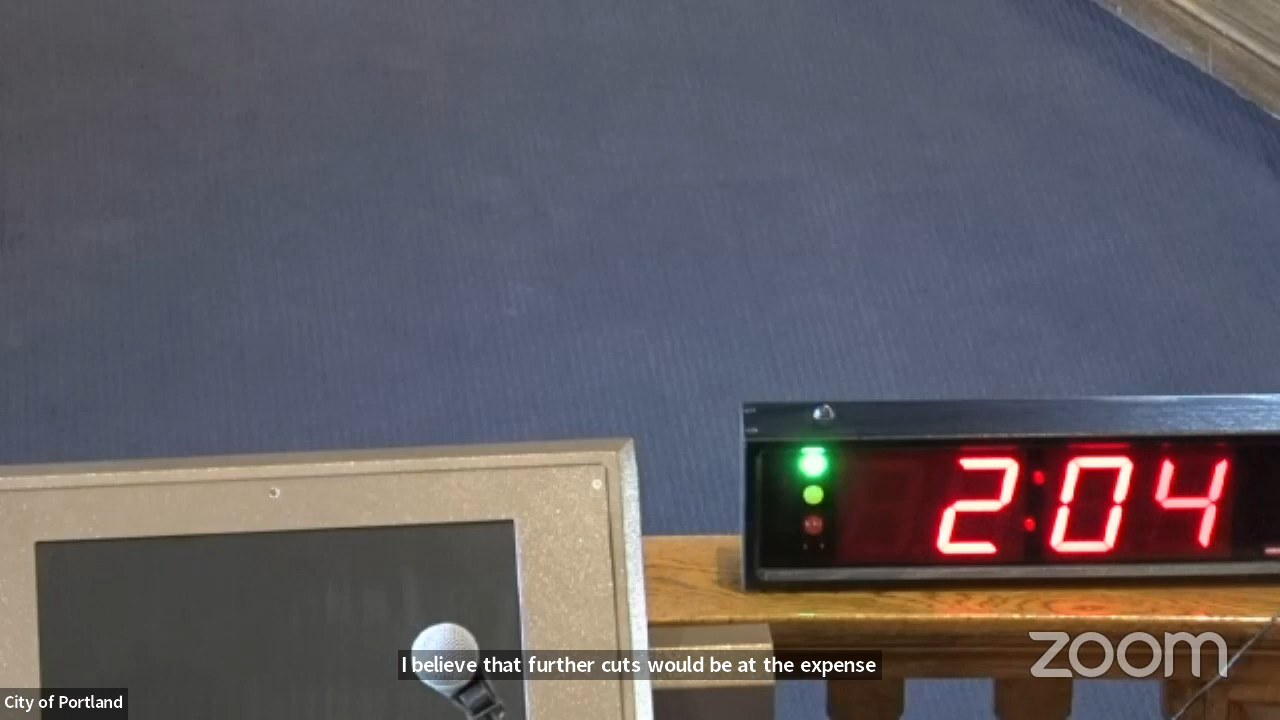 2:04
I believe that further cuts would be at the expense
zoom
City of Portland